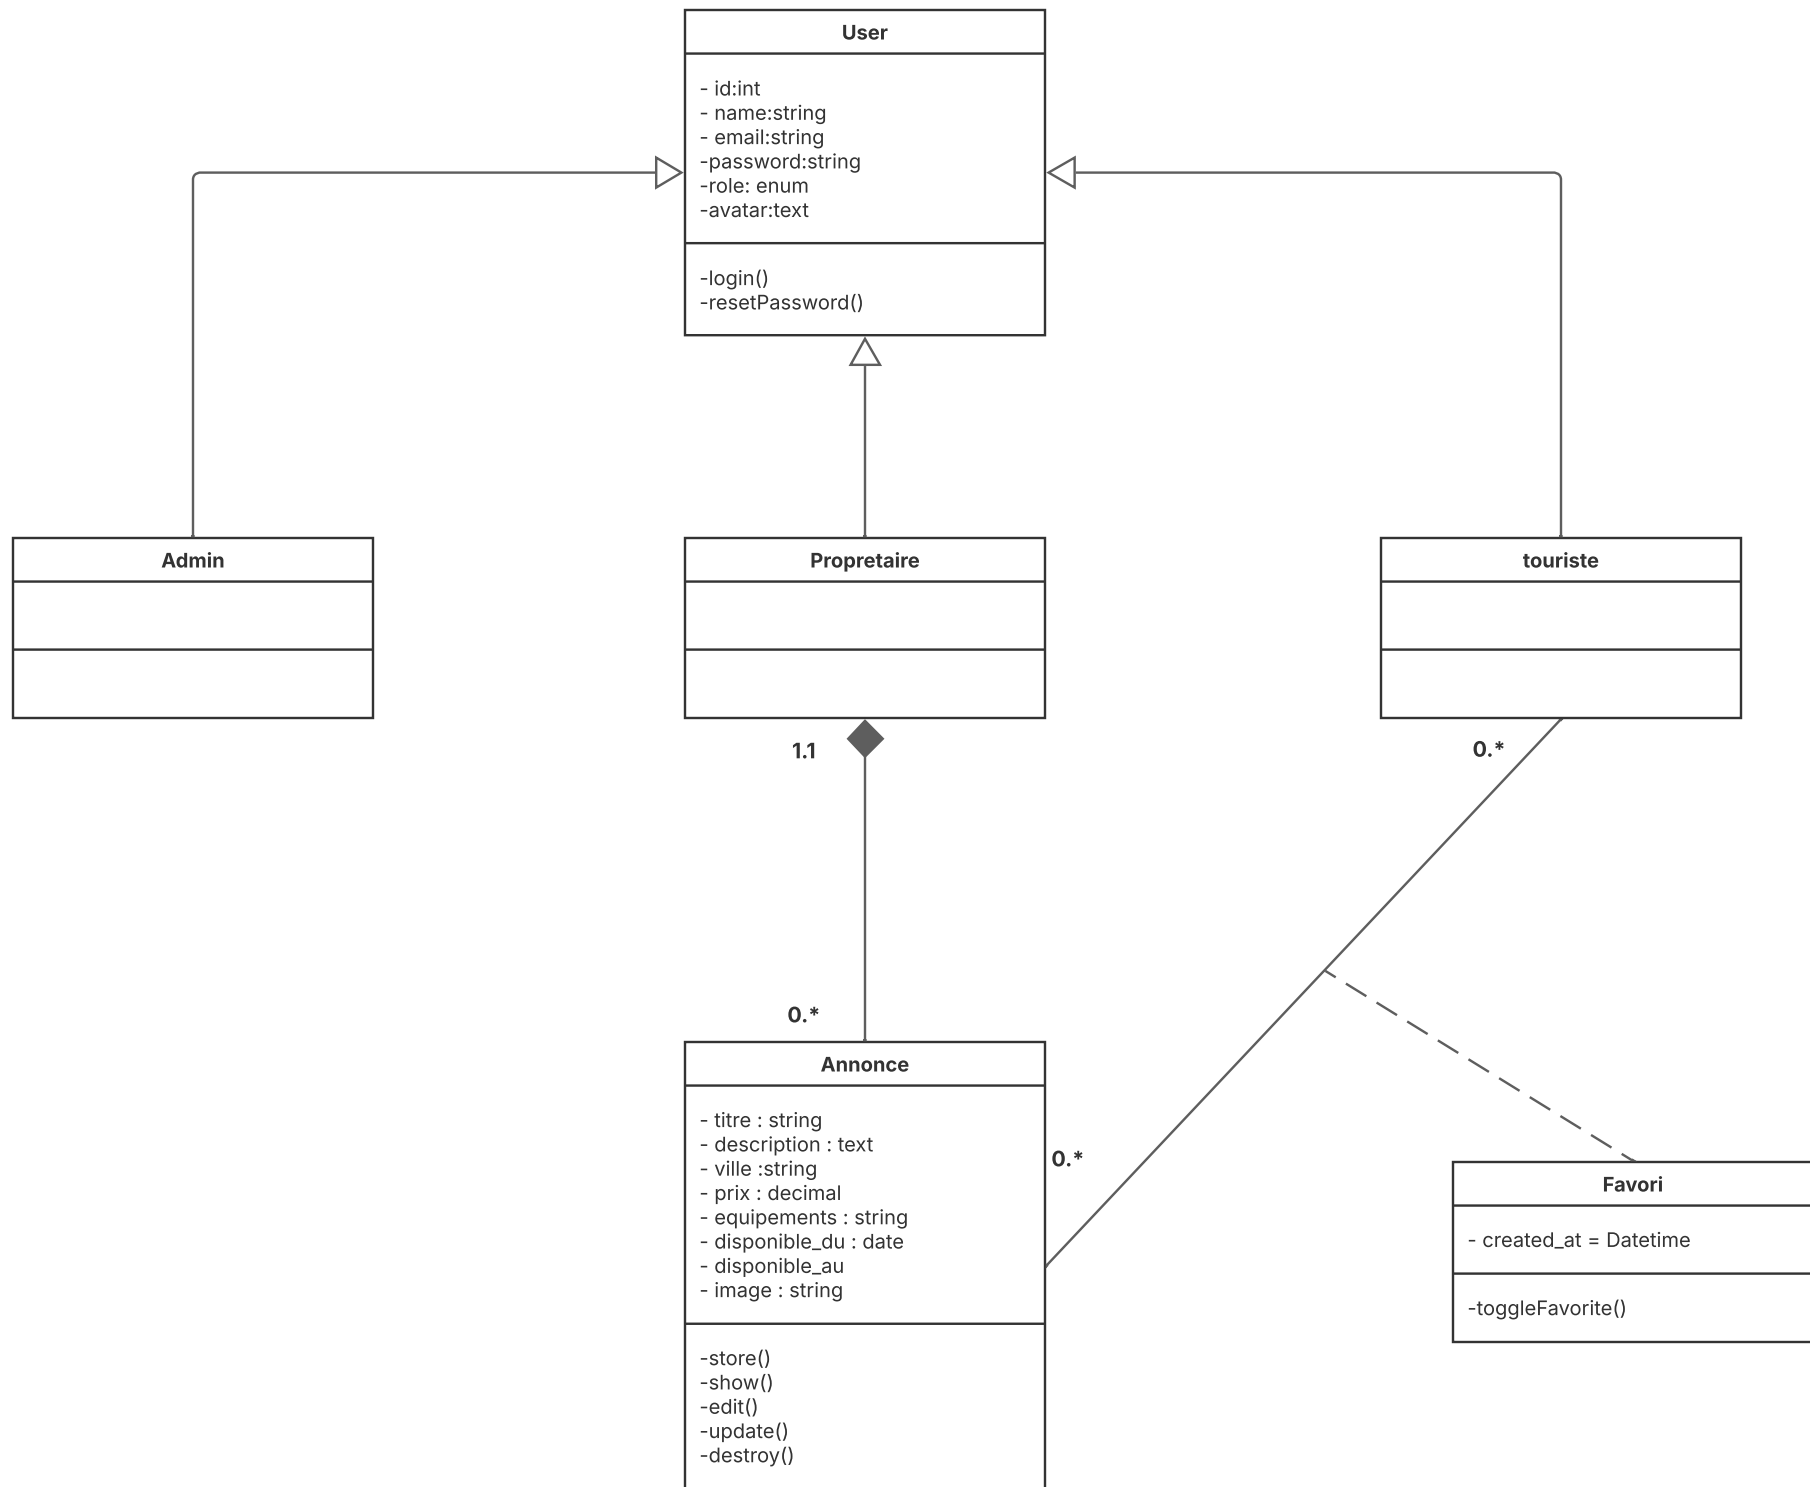 User
- id:int
- name:string
- email:string
-password:string
-role: enum
-avatar:text
-login()
-resetPassword()
Admin
Propretaire
touriste
1.1
0.*
0.*
Annonce
- titre : string
- description : text
- ville :string
- prix : decimal
- equipements : string
- disponible_du : date
- disponible_au
- image : string
-store()
-show()
-edit()
-update()
-destroy()
0.*
Favori
- created_at = Datetime
-toggleFavorite()